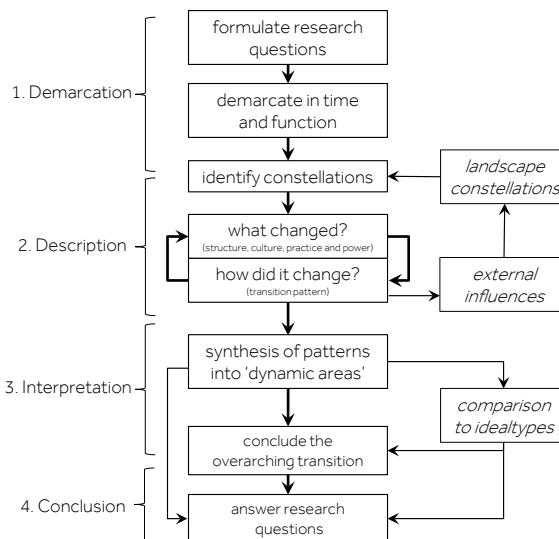 formulate research
questions
1. Demarcation
demarcate in time
and function
identify constellations
landscape
constellations
what changed?
(structure, culture, practice and power)
2. Description
how did it change?
(transition pattern)
external
influences
synthesis of patterns
into ‘dynamic areas’
3. Interpretation
comparison
to idealtypes
conclude the
overarching transition
4. Conclusion
answer research
questions